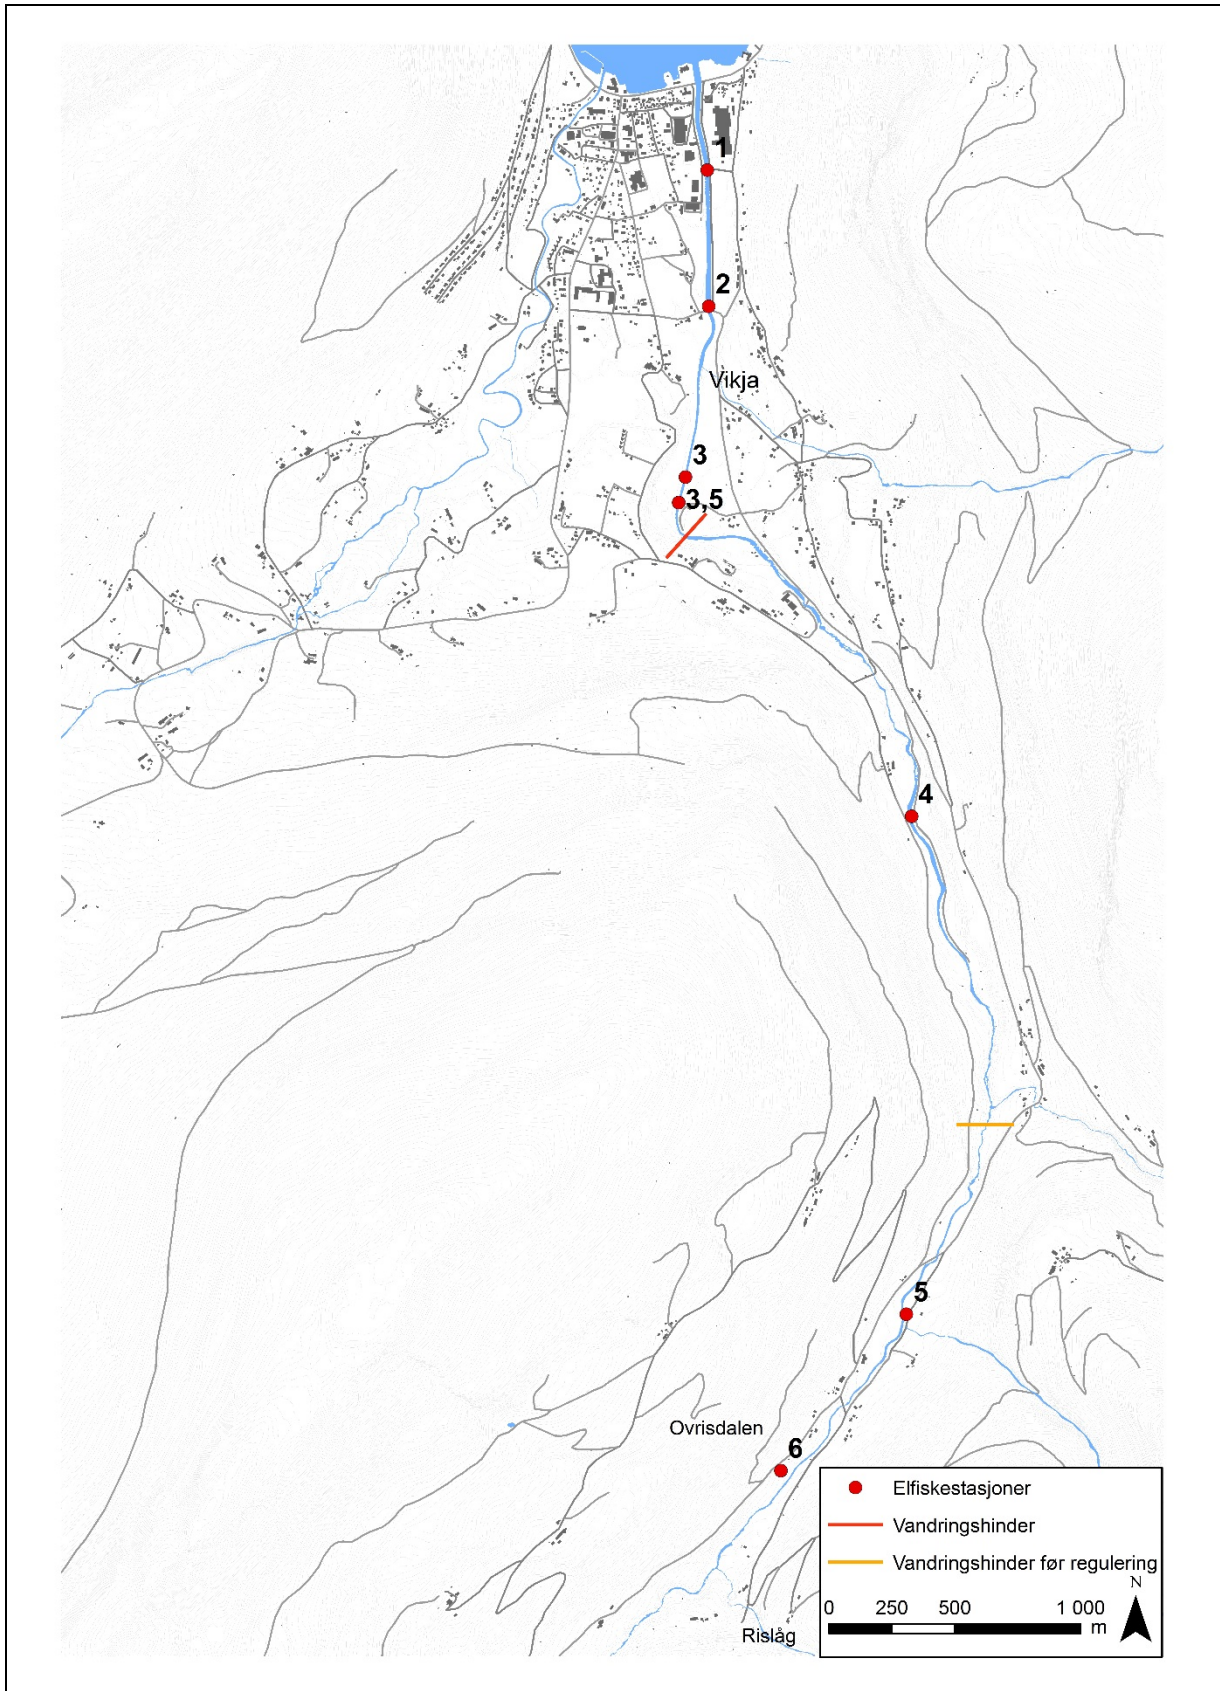 1
2
Vikja
3
3,5
4
5
Ovrisdalen
6
Elfiskestasjoner
Vandringshinder
Vandringshinder før regulering
N
0 250 500 1 000
m
Rislåg